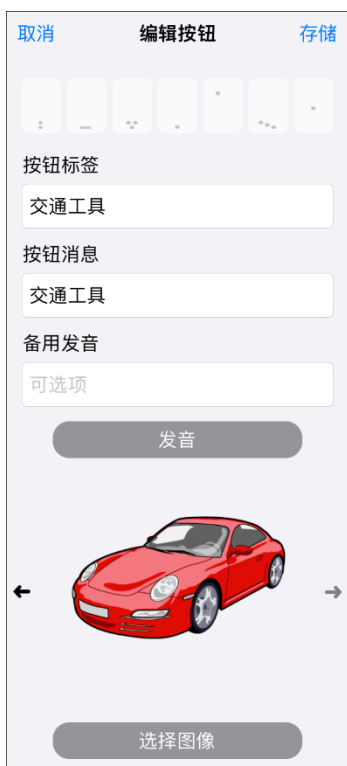 取消 编辑按钮 存储
按钮标签
交通工具
按钮消息
交通工具
备用发音
可选项
发音
选择图像